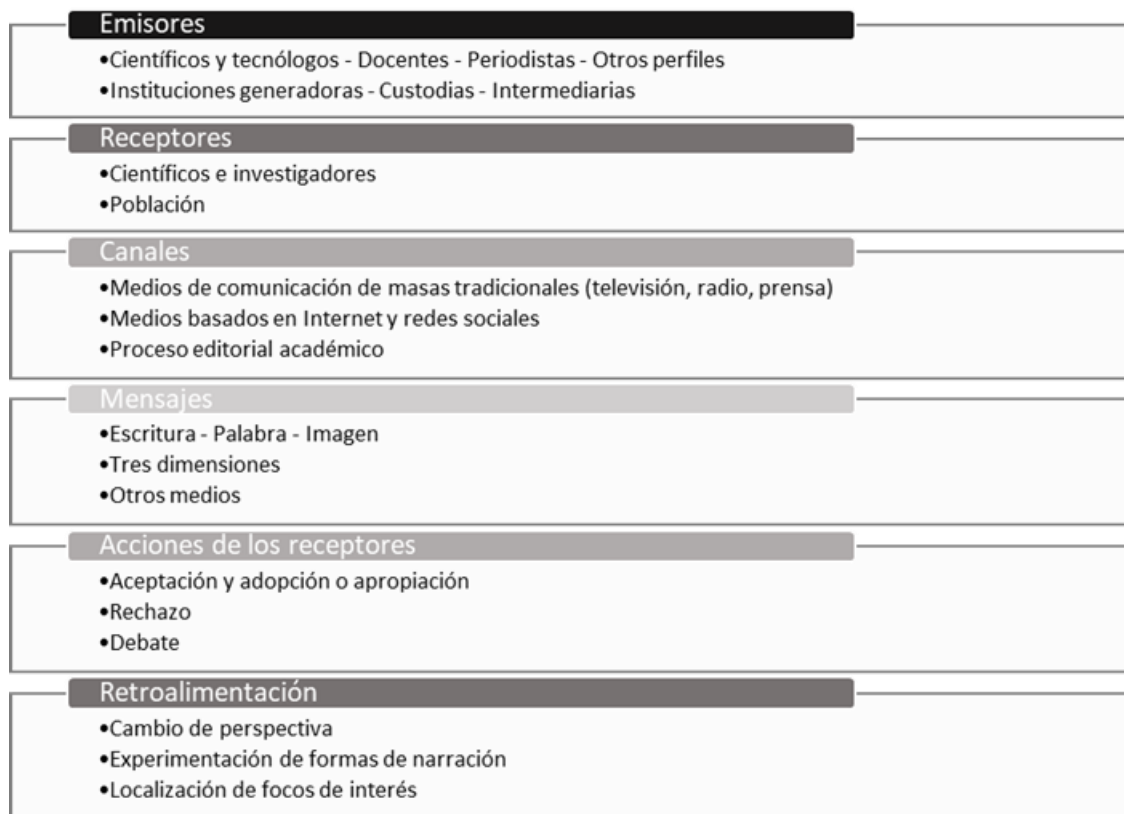 Emisores
•Científicos y tecnólogos - Docentes - Periodistas - Otros perfiles
•Instituciones generadoras - Custodias - Intermediarias
Receptores
•Científicos e investigadores
•Población
Canales
•Medios de comunicación de masas tradicionales (televisión, radio, prensa)
•Medios basados en Internet y redes sociales
•Proceso editorial académico
Mensajes
•Escritura - Palabra - Imagen
•Tres dimensiones
•Otros medios
Acciones de los receptores
•Aceptación y adopción o apropiación
•Rechazo
•Debate
Retroalimentación
•Cambio de perspectiva
•Experimentación de formas de narración
•Localización de focos de interés